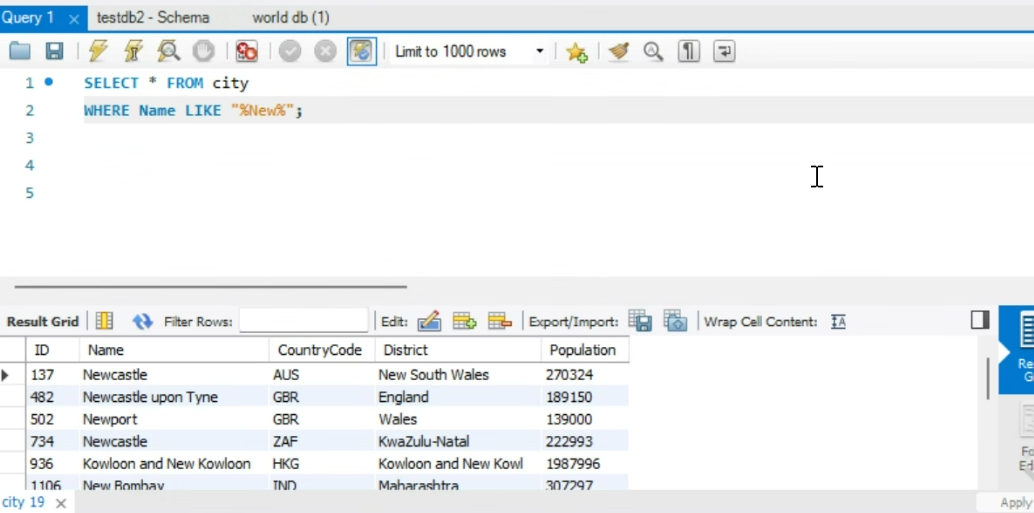 Query 1 × testdb2 - Schema world db (1)
Limit to 1000 rows
1 SELECT * FROM city
2 WHERE Name LIKE "%New%";
3
4
5
Result Grid Filter Rows: Edit: Export/Import: Wrap Cell Content:
ID Name CountryCode District Population
137 Newcastle AUS New South Wales 270324
482 Newcastle upon Tyne GBR England 189150
502 Newport GBR Wales 139000
734 Newcastle ZAF KwaZulu-Natal 222993
936 Kowloon and New Kowloon HKG Kowloon and New Kowl 1987996
1106 New Bombay IND Maharashtra 307297
city 19 × Apply